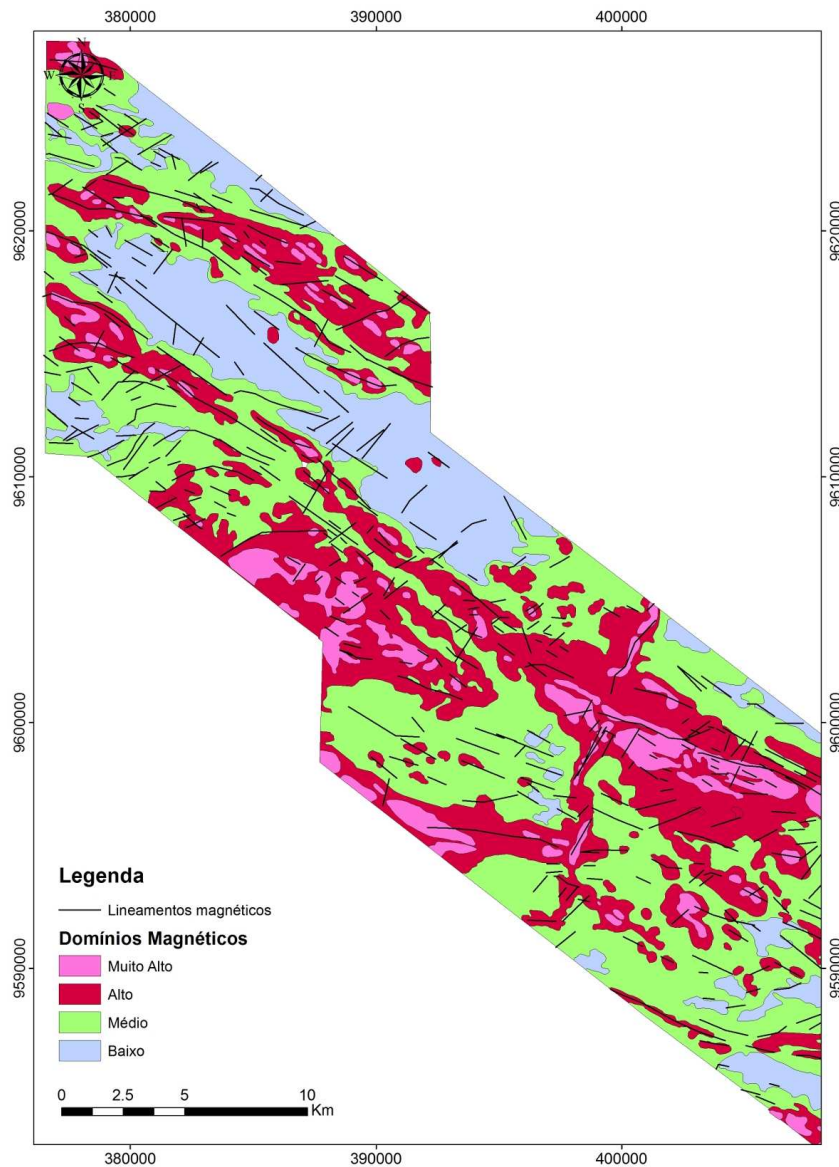 380000 390000 400000
N
W E
S
9620000 9620000
9610000 9610000
9600000 9600000
Legenda
Lineamentos magnéticos
Domínios Magnéticos
Muito Alto
Alto
9590000 9590000
Médio
Baixo
0 2.5 5 10
Km
380000 390000 400000